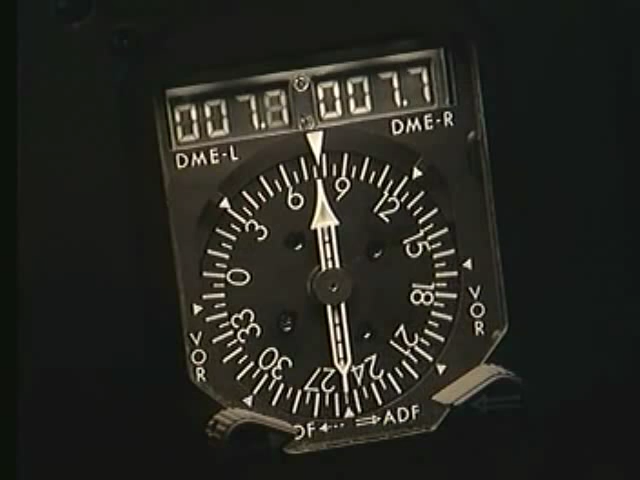 007.8 007.7
DME-L DME-R
6 9 12 15 18 21 24 27 30 33 0 3
VOR
VOR
DF ADF